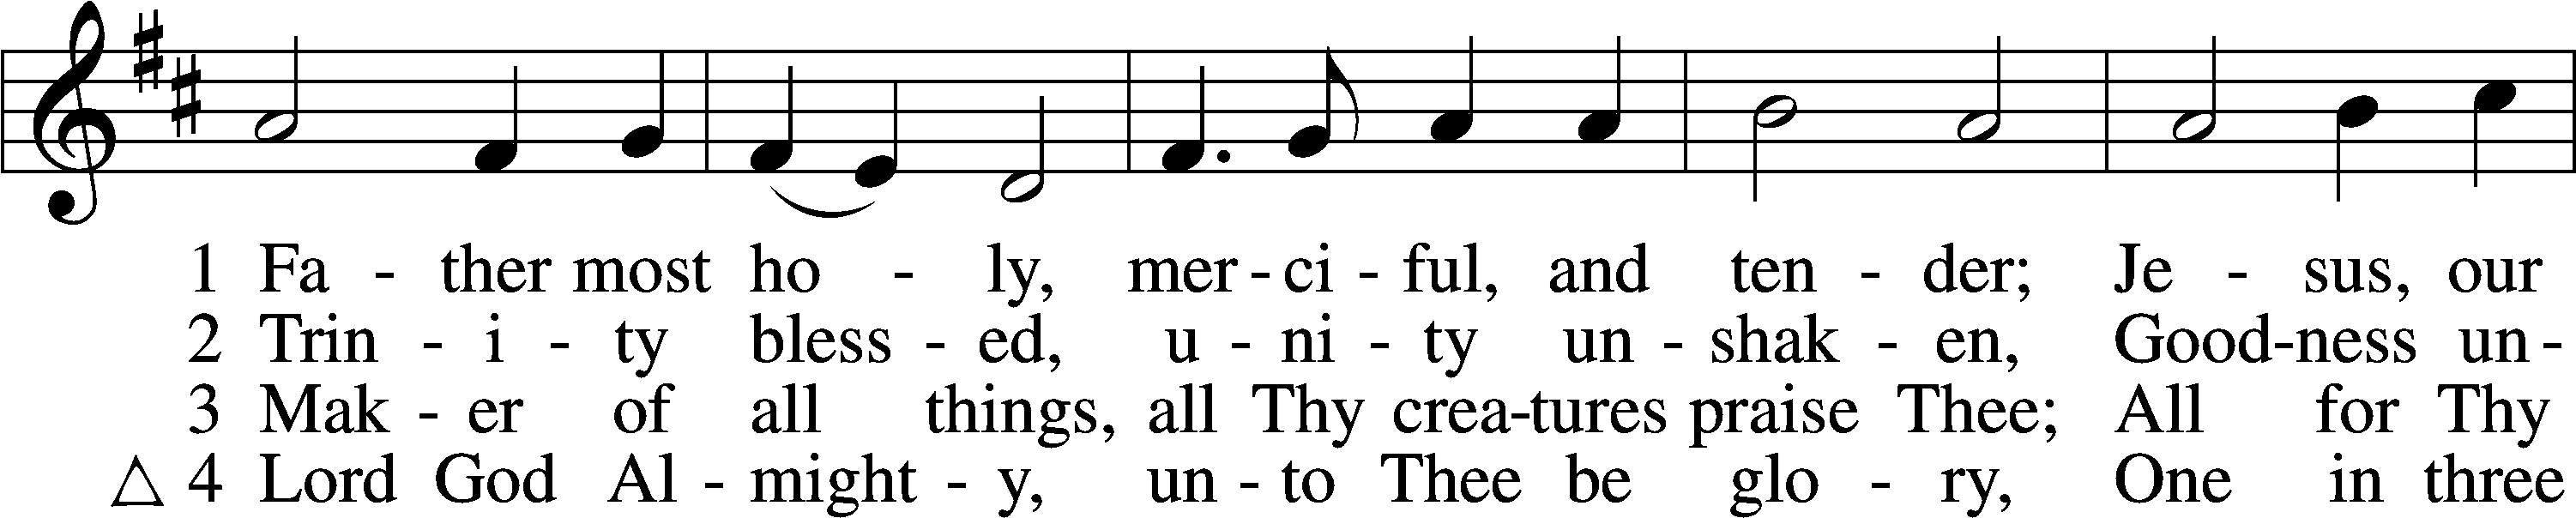 1 Fa - ther most ho - ly, mer - ci - ful, and ten - der; Je - sus, our
2 Trin - i - ty bless - ed, u - ni - ty un - shak - en, Good - ness un -
3 Mak - er of all things, all Thy crea - tures praise Thee; All for Thy
△ 4 Lord God Al - might - y, un - to Thee be glo - ry, One in three